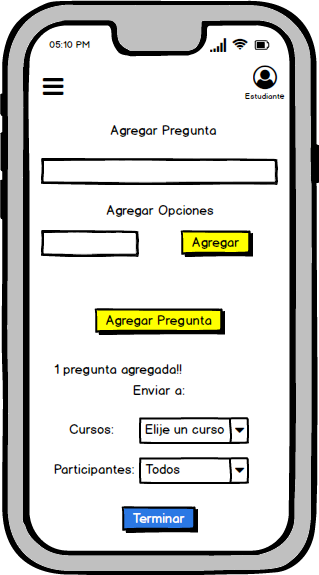 05:10 PM
Estudiante
Agregar Pregunta
Agregar Opciones
Agregar
Agregar Pregunta
1 pregunta agregada!!
Enviar a:
Cursos: Elije un curso
Participantes: Todos
Terminar